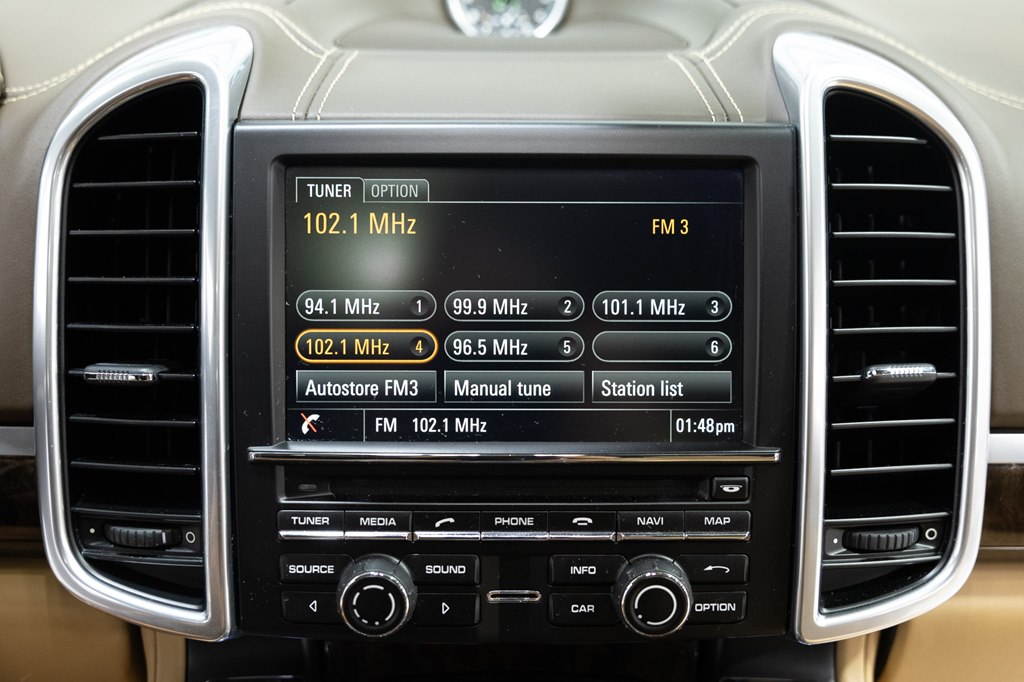 TUNER OPTION
102.1 MHz FM 3
94.1 MHz 1 99.9 MHz 2 101.1 MHz 3
102.1 MHz 4 96.5 MHz 5 6
Autostore FM3 Manual tune Station list
FM 102.1 MHz 01:48pm
TUNER MEDIA PHONE NAVI MAP
SOURCE SOUND INFO
CAR OPTION